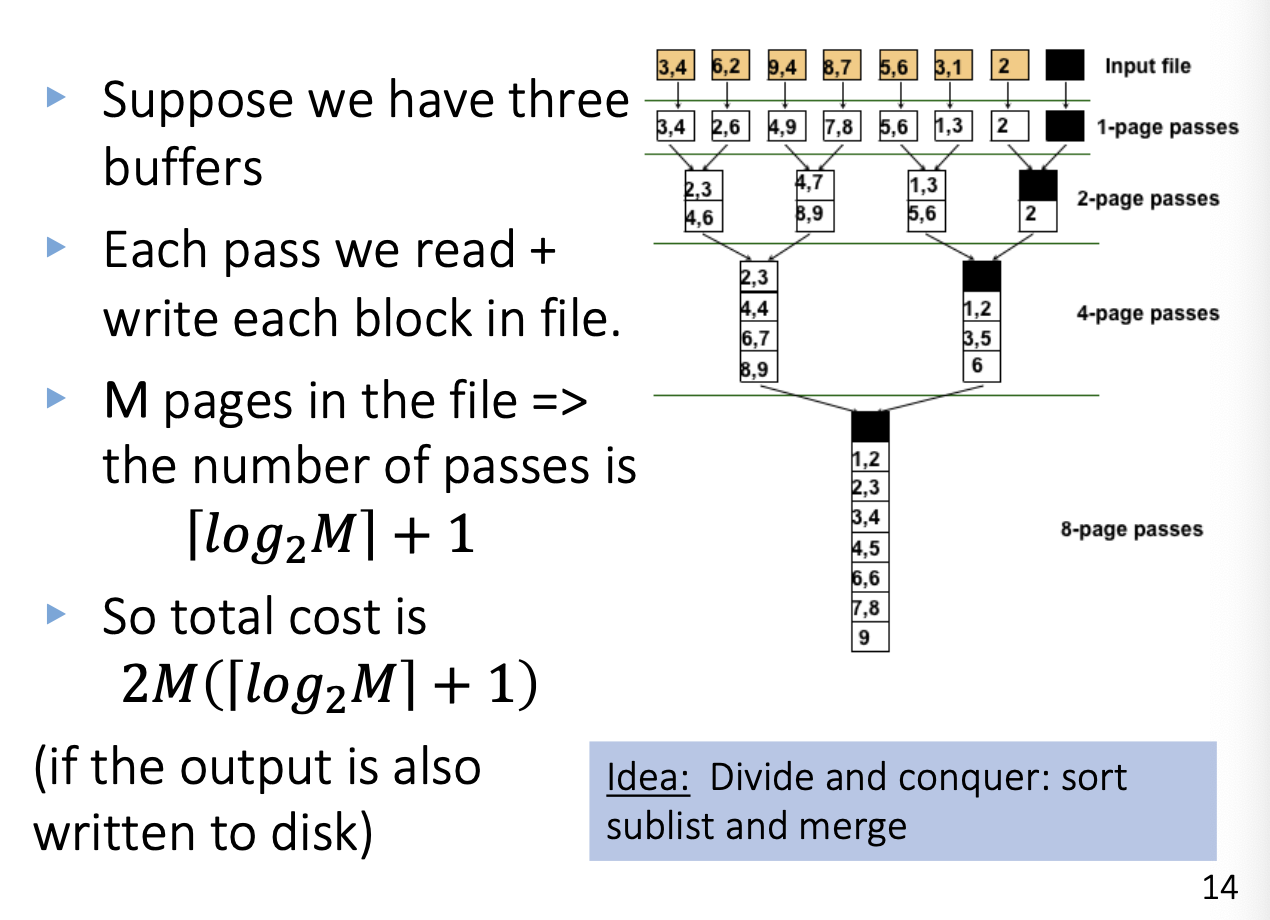 ▸ Suppose we have three
buffers
▸ Each pass we read +
write each block in file.
▸ M pages in the file =>
the number of passes is
⌈log₂M⌉ + 1
▸ So total cost is
2M(⌈log₂M⌉ + 1)
(if the output is also
written to disk)
3,4 6,2 9,4 8,7 5,6 3,1 2 Input file
3,4 2,6 4,9 7,8 5,6 1,3 2 1-page passes
2,3 4,7 1,3
4,6 8,9 5,6 2
2-page passes
2,3
4,4 1,2
6,7 3,5
8,9 6
4-page passes
1,2
2,3
3,4
4,5
6,6
7,8
9
8-page passes
Idea: Divide and conquer: sort
sublist and merge
14